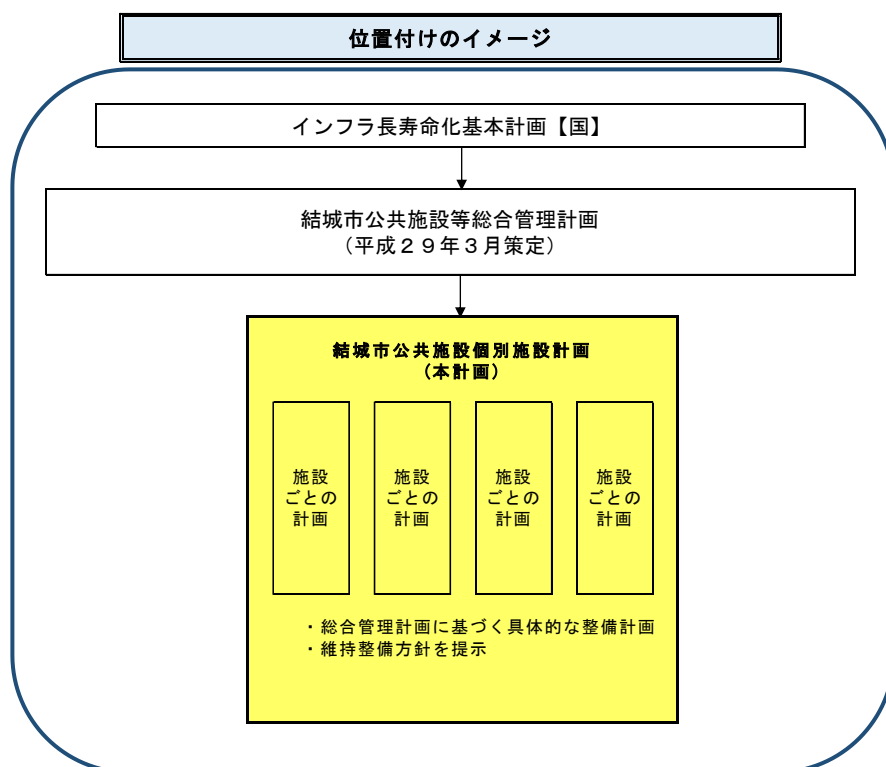 位置付けのイメージ
インフラ長寿命化基本計画【国】
結城市公共施設等総合管理計画
（平成２９年３月策定）
結城市公共施設個別施設計画
（本計画）
施設
ごとの
計画
施設
ごとの
計画
施設
ごとの
計画
施設
ごとの
計画
・総合管理計画に基づく具体的な整備計画
・維持整備方針を提示